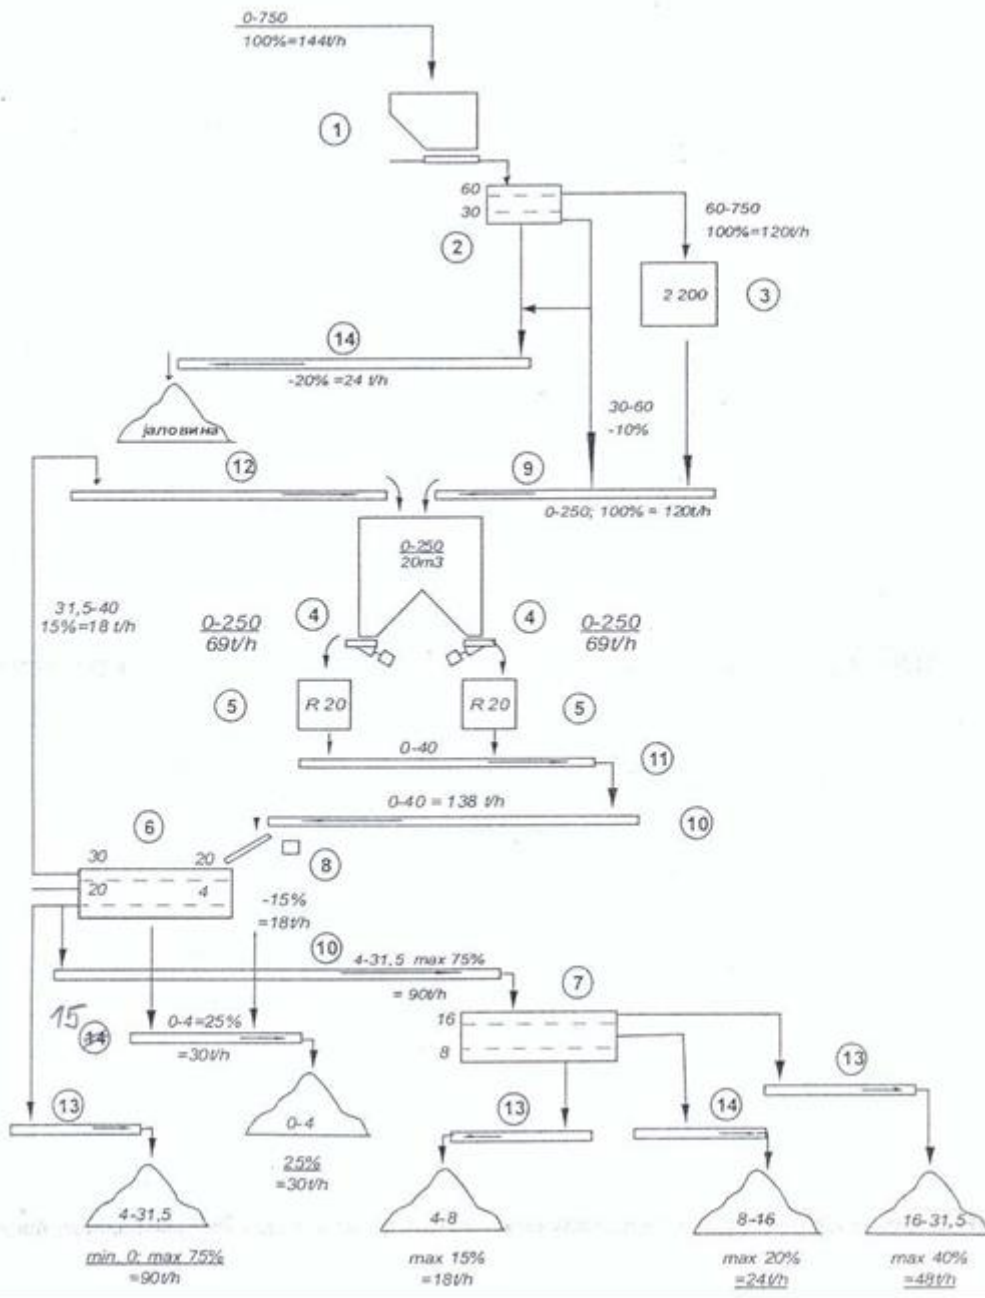 0-750
100%=144t/h
1
60
30
2
60-750
100%=120t/h
2 200
3
14
-20% =24 t/h
јаловина
30-60
-10%
12
9
0-250; 100% = 120t/h
0-250
20m3
31,5-40
15%=18 t/h
4
4
0-250
69t/h
0-250
69t/h
5
R 20
R 20
5
0-40
11
0-40 = 138 t/h
10
6
8
30
20
20
4
-15%
=18t/h
10
4-31,5 max 75%
= 90t/h
7
16
8
15
14
0-4=25%
=30t/h
13
13
13
14
0-4
25%
=30t/h
4-31,5
4-8
8-16
16-31,5
min. 0; max 75%
=90t/h
max 15%
=18t/h
max 20%
=24t/h
max 40%
=48t/h